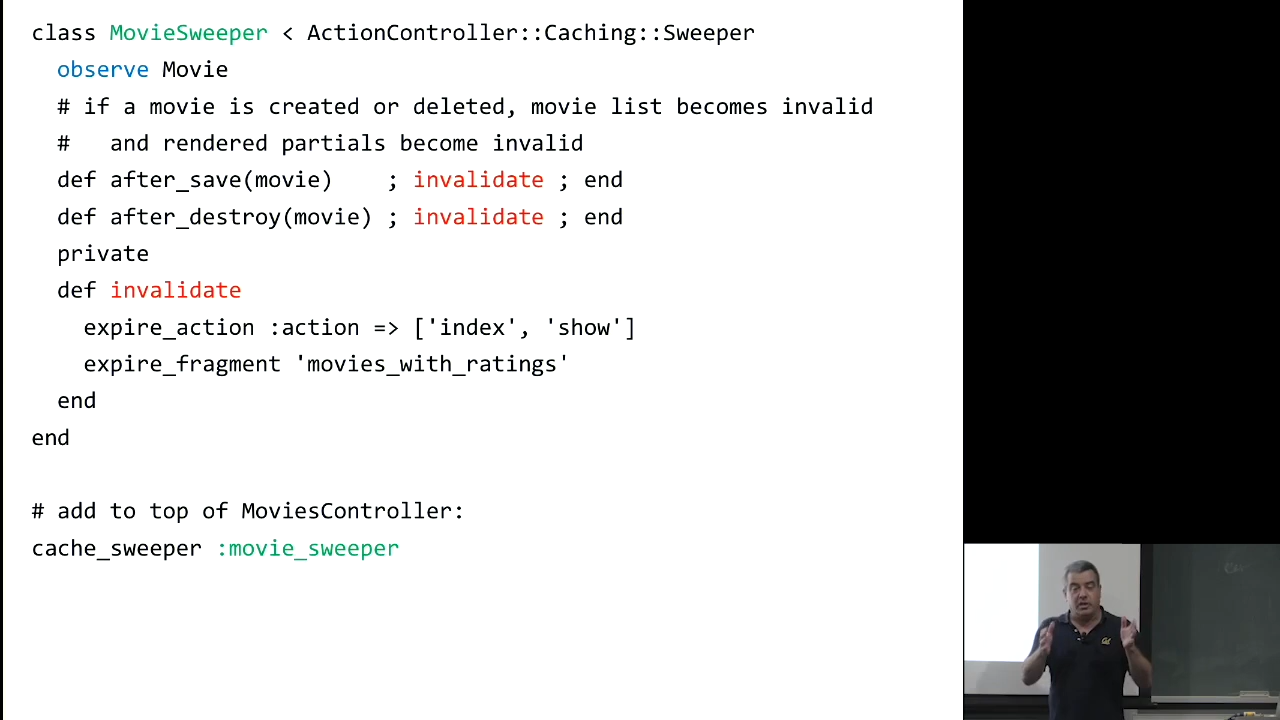 class MovieSweeper < ActionController::Caching::Sweeper
  observe Movie
  # if a movie is created or deleted, movie list becomes invalid
  #   and rendered partials become invalid
  def after_save(movie)    ; invalidate ; end
  def after_destroy(movie) ; invalidate ; end
  private
  def invalidate
    expire_action :action => ['index', 'show']
    expire_fragment 'movies_with_ratings'
  end
end

# add to top of MoviesController:
cache_sweeper :movie_sweeper
Cal